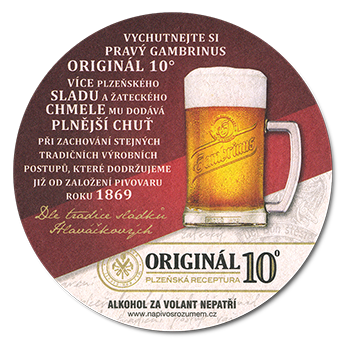 VYCHUTNEJTE SI
PRAVÝ GAMBRINUS
ORIGINÁL 10°
VÍCE PLZEŇSKÉHO
SLADU A ŽATECKÉHO
CHMELE MU DODÁVÁ
PLNĚJŠÍ CHUŤ
PŘI ZACHOVÁNÍ STEJNÝCH
TRADIČNÍCH VÝROBNÍCH
POSTUPŮ, KTERÉ DODRŽUJEME
JIŽ OD ZALOŽENÍ PIVOVARU
ROKU 1869
Dle tradice sládků
Hlaváčkových
Gambrinus
ORIGINÁL 10°
PLZEŇSKÁ RECEPTURA
ALKOHOL ZA VOLANT NEPATŘÍ
www.napivosrozumem.cz